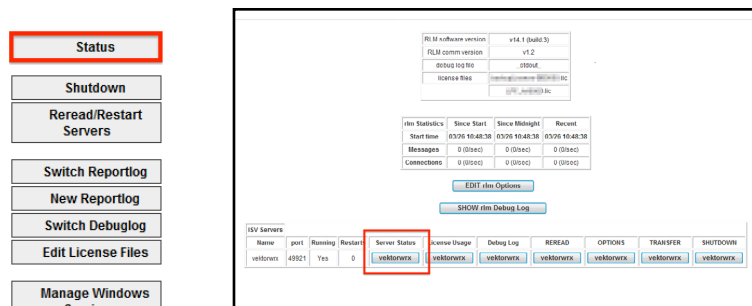 Status
Shutdown
Reread/Restart
Servers
Switch Reportlog
New Reportlog
Switch Debuglog
Edit License Files
Manage Windows
RLM software version v14.1 (build:3)
RLM comm version v1.2
debug log file _stdout_
license files .lic
.lic
rlm Statistics Since Start Since Midnight Recent
Start time 03/26 10:48:38 03/26 10:48:38 03/26 10:48:38
Messages 0 (0/sec) 0 (0/sec) 0 (0/sec)
Connections 0 (0/sec) 0 (0/sec) 0 (0/sec)
EDIT rlm Options
SHOW rlm Debug Log
ISV Servers
Name port Running Restarts Server Status License Usage Debug Log REREAD OPTIONS TRANSFER SHUTDOWN
vektorwrx 49921 Yes 0 vektorwrx vektorwrx vektorwrx vektorwrx vektorwrx vektorwrx vektorwrx